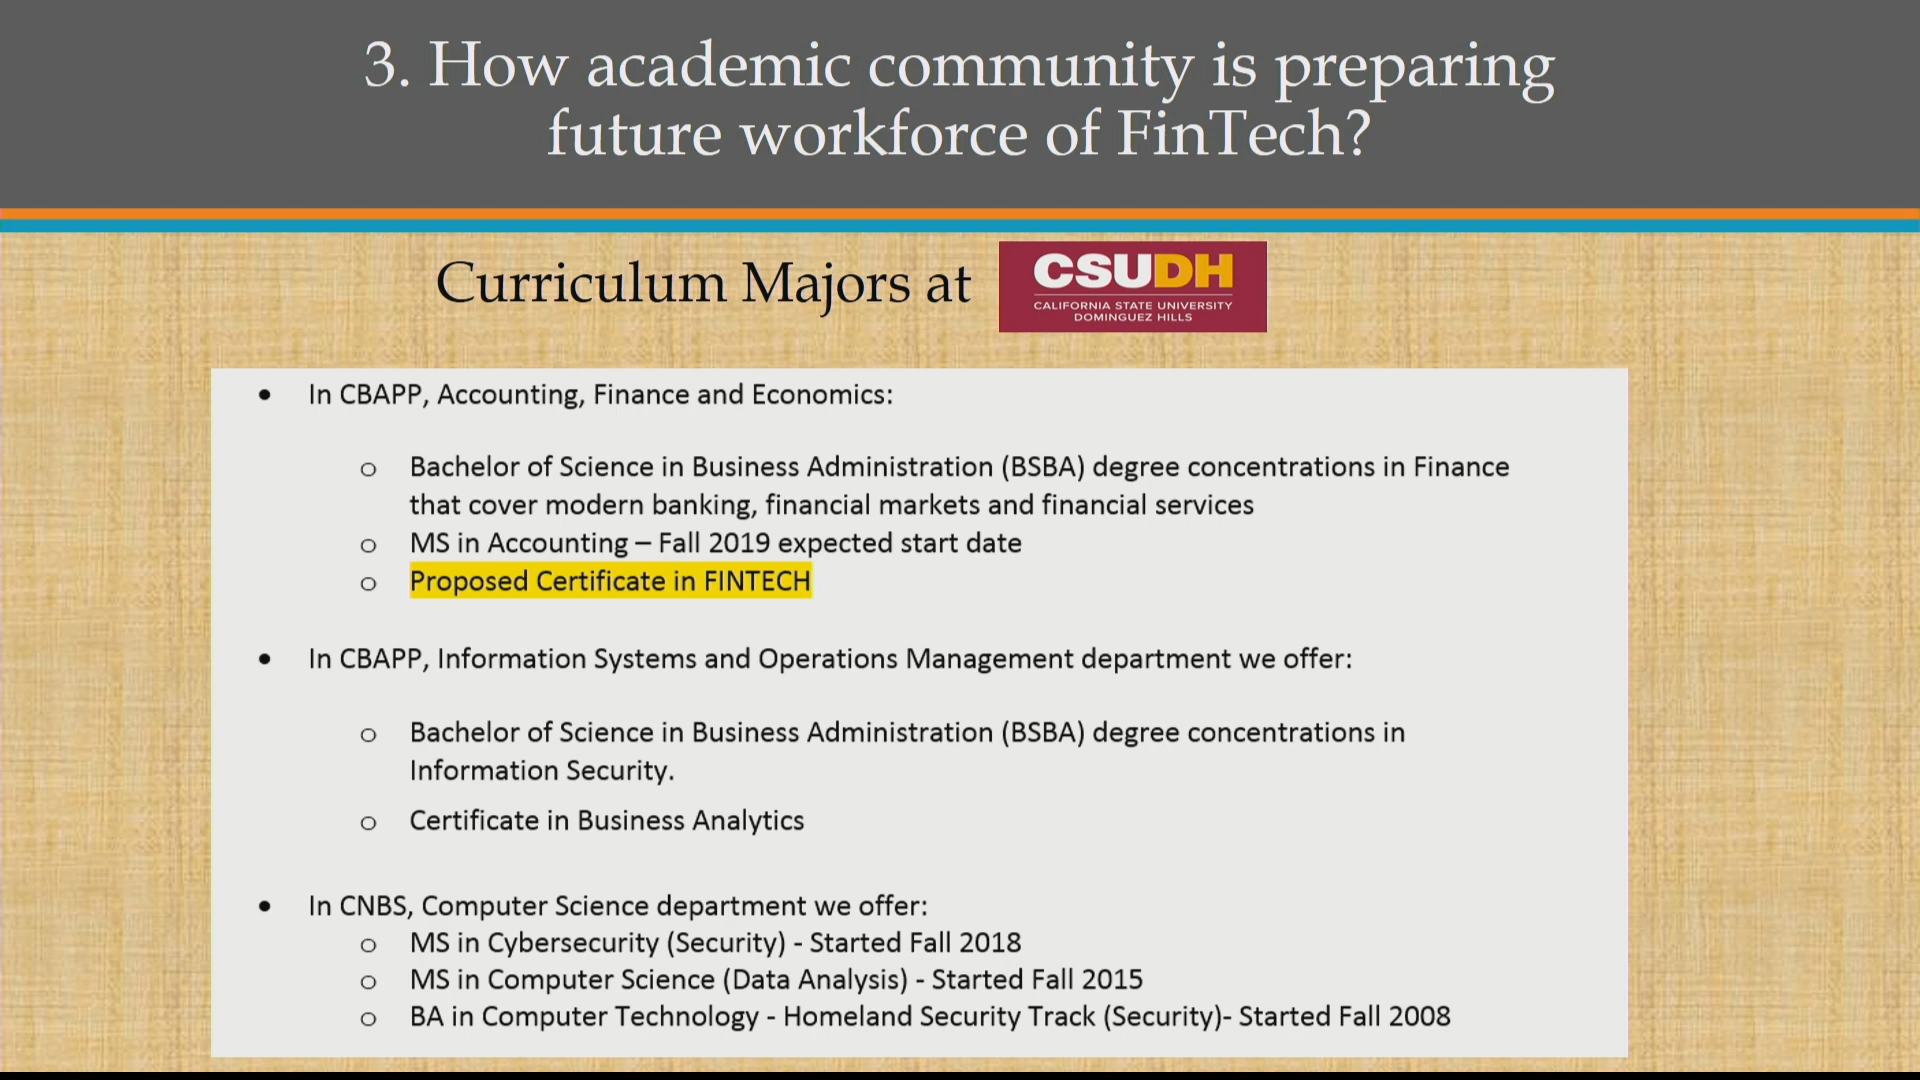 3. How academic community is preparing
future workforce of FinTech?
Curriculum Majors at
CSUDH
CALIFORNIA STATE UNIVERSITY
DOMINGUEZ HILLS
• In CBAPP, Accounting, Finance and Economics:
o Bachelor of Science in Business Administration (BSBA) degree concentrations in Finance
that cover modern banking, financial markets and financial services
o MS in Accounting – Fall 2019 expected start date
o Proposed Certificate in FINTECH
• In CBAPP, Information Systems and Operations Management department we offer:
o Bachelor of Science in Business Administration (BSBA) degree concentrations in
Information Security.
o Certificate in Business Analytics
• In CNBS, Computer Science department we offer:
o MS in Cybersecurity (Security) - Started Fall 2018
o MS in Computer Science (Data Analysis) - Started Fall 2015
o BA in Computer Technology - Homeland Security Track (Security)- Started Fall 2008